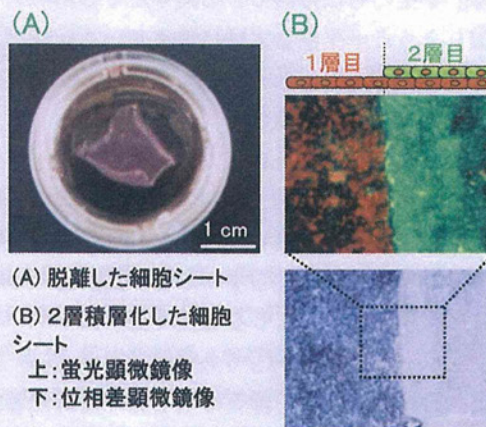 (A)
(B)
1層目
2層目
1 cm
(A) 脱離した細胞シート
(B) 2層積層化した細胞
シート
上:蛍光顕微鏡像
下:位相差顕微鏡像